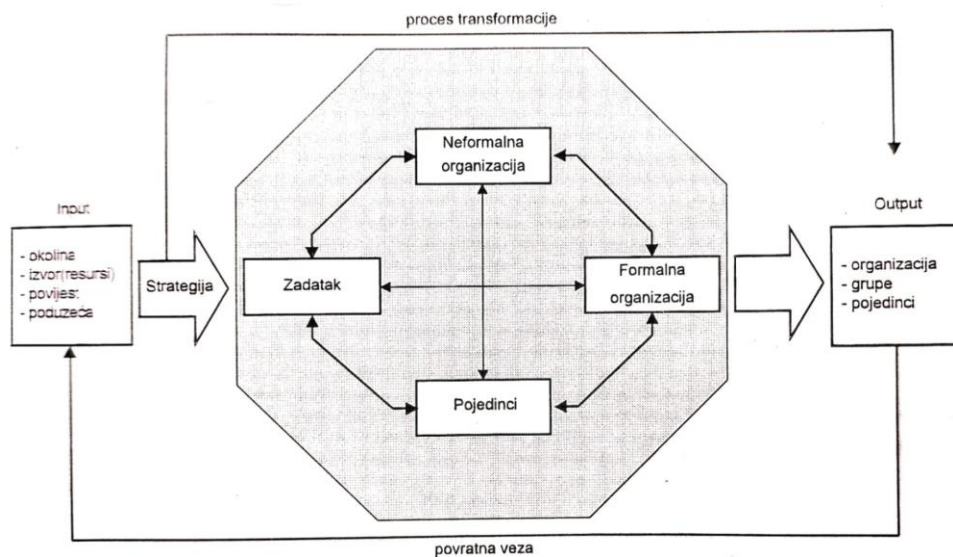 proces transformacije
Neformalna
organizacija
Input
Output
- okolina
- izvor(resursi)
- povijest
- poduzeća
Strategija
Zadatak
Formalna
organizacija
- organizacija
- grupe
- pojedinci
Pojedinci
povratna veza